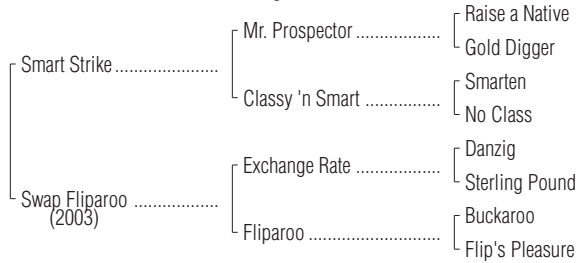 Raise a Native
Mr. Prospector ..................
Gold Digger
Smart Strike ......................
Smarten
Classy 'n Smart ................
No Class
Danzig
Exchange Rate ..................
Sterling Pound
Swap Fliparoo ..................
(2003)
Buckaroo
Fliparoo ............................
Flip's Pleasure